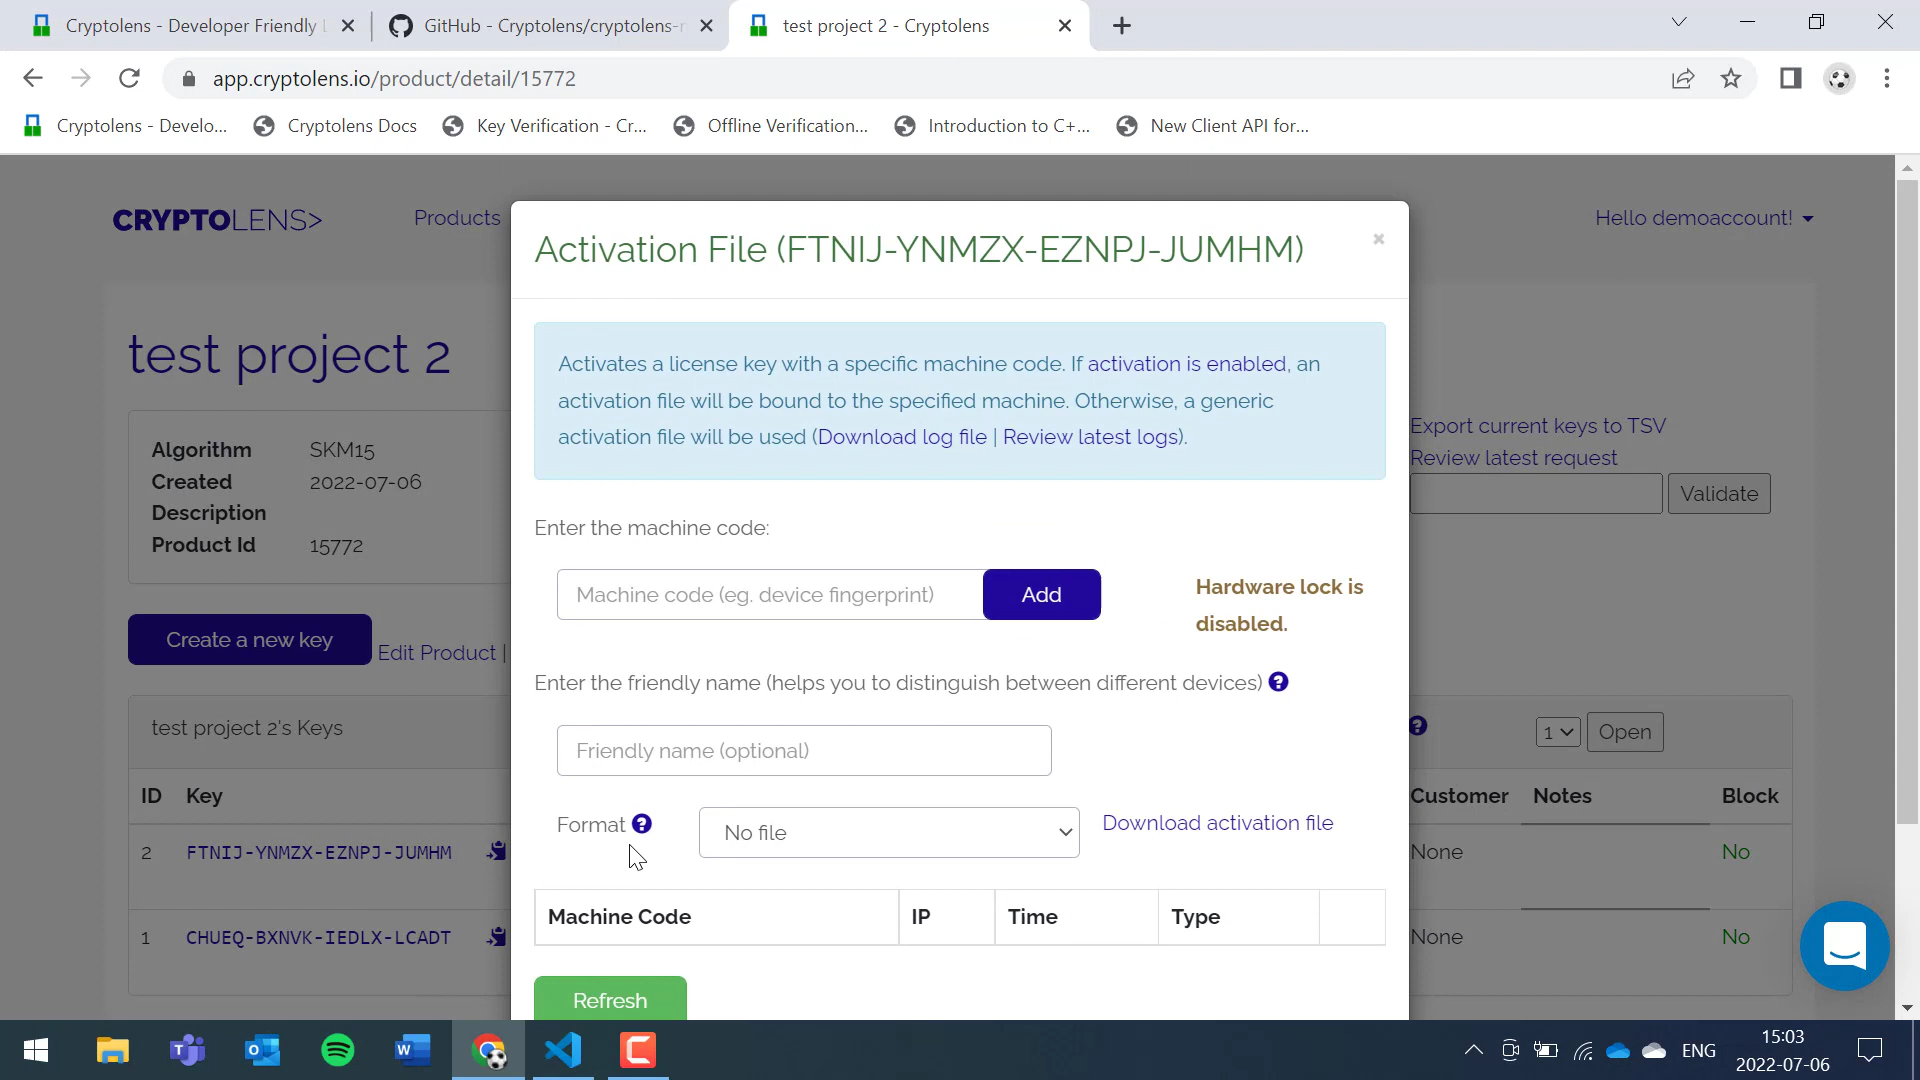 Cryptolens - Developer Friendly L
GitHub - Cryptolens/cryptolens-
test project 2 - Cryptolens
app.cryptolens.io/product/detail/15772
Cryptolens - Develo...
Cryptolens Docs
Key Verification - Cr...
Offline Verification...
Introduction to C+...
New Client API for...
CRYPTOLENS>
Products
Hello demoaccount!
Activation File (FTNIJ-YNMZX-EZNPJ-JUMHM)
×
test project 2
Algorithm SKM15
Created 2022-07-06
Description
Product Id 15772
Activates a license key with a specific machine code. If activation is enabled, an
activation file will be bound to the specified machine. Otherwise, a generic
activation file will be used (Download log file | Review latest logs).
Export current keys to TSV
Review latest request
Validate
Enter the machine code:
Machine code (eg. device fingerprint)
Add
Hardware lock is
disabled.
Create a new key
Edit Product |
Enter the friendly name (helps you to distinguish between different devices) ?
Friendly name (optional)
test project 2's Keys
?
1
Open
Format ?
No file
Download activation file
ID Key
Customer Notes Block
2 FTNIJ-YNMZX-EZNPJ-JUMHM
None No
Machine Code IP Time Type
1 CHUEQ-BXNVK-IEDLX-LCADT
None No
Refresh
ENG
15:03
2022-07-06